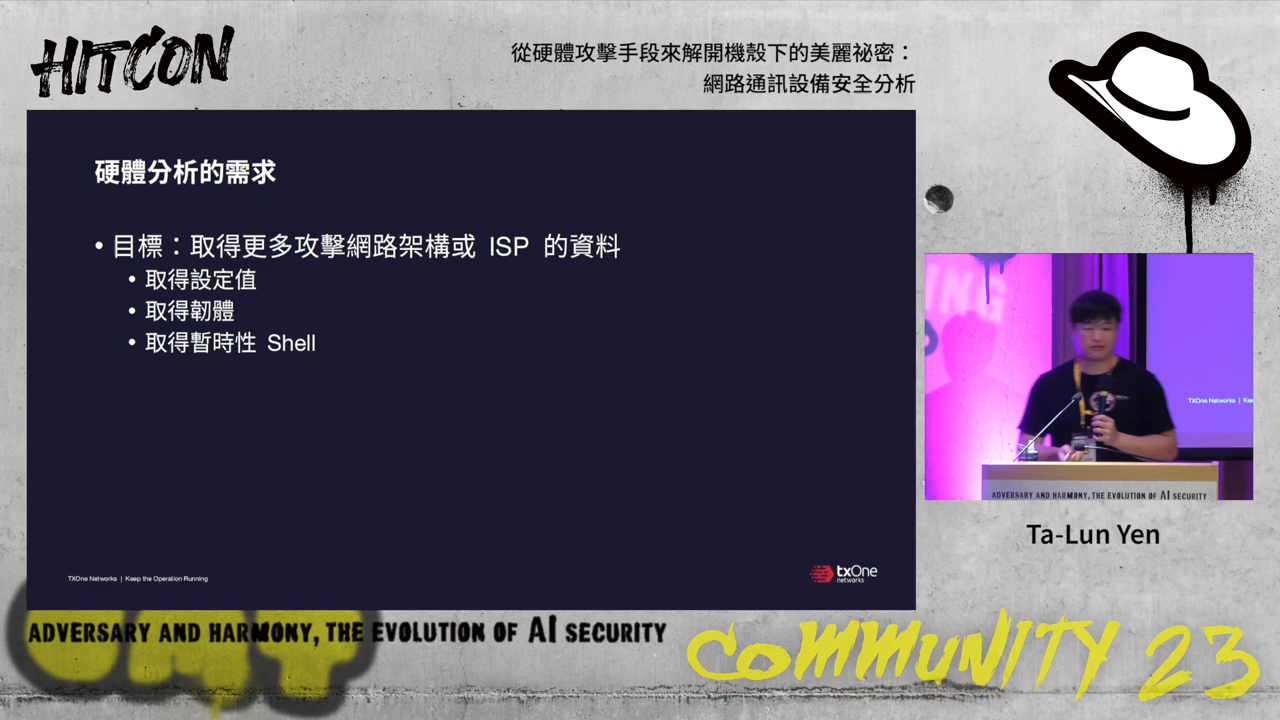 HITCON
從硬體攻擊手段來解開機殼下的美麗祕密：
網路通訊設備安全分析
硬體分析的需求
• 目標：取得更多攻擊網路架構或 ISP 的資料
• 取得設定值
• 取得韌體
• 取得暫時性 Shell
TXOne Networks | Keep the Operation Running
txOne
networks
ING
TXOne Networks | Kee
ADVERSARY AND HARMONY, THE EVOLUTION OF AI SECURITY
Ta-Lun Yen
ADVERSARY AND HARMONY, THE EVOLUTION OF AI SECURITY
COMMUNITY 23